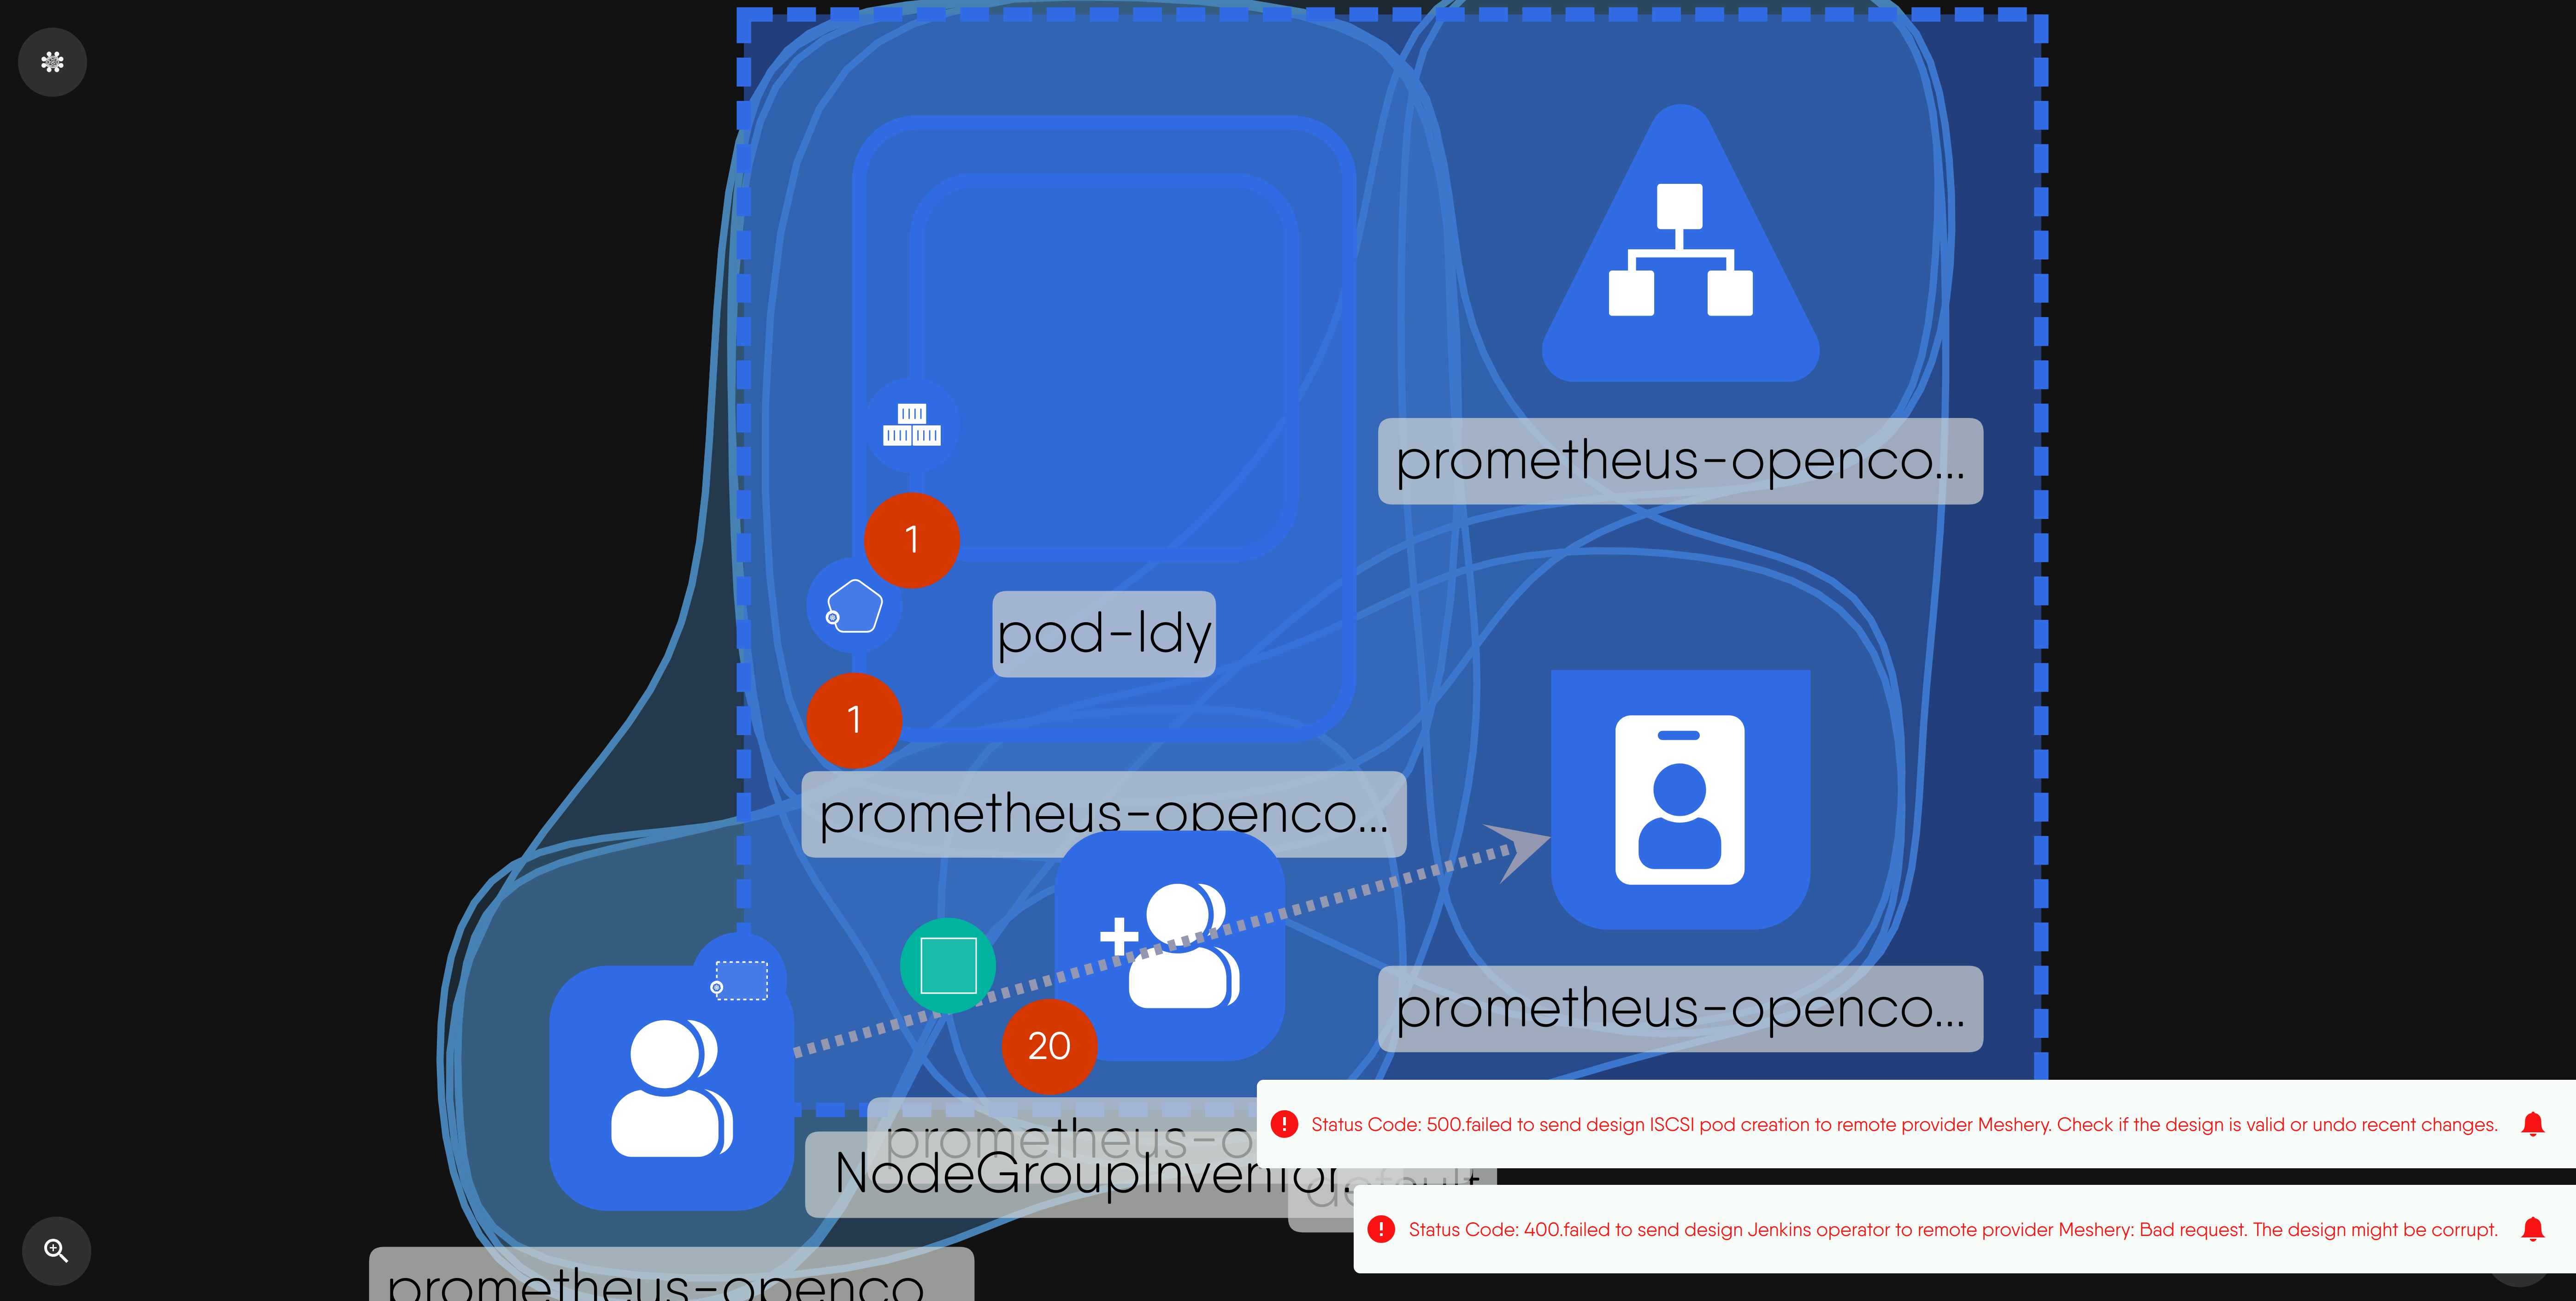 prometheus-openco...
1
pod-ldy
1
prometheus-openco...
prometheus-openco...
20
prometheus-o
NodeGroupInventor.
default
Status Code: 500.failed to send design ISCSI pod creation to remote provider Meshery. Check if the design is valid or undo recent changes.
Status Code: 400.failed to send design Jenkins operator to remote provider Meshery: Bad request. The design might be corrupt.
prometheus-openco